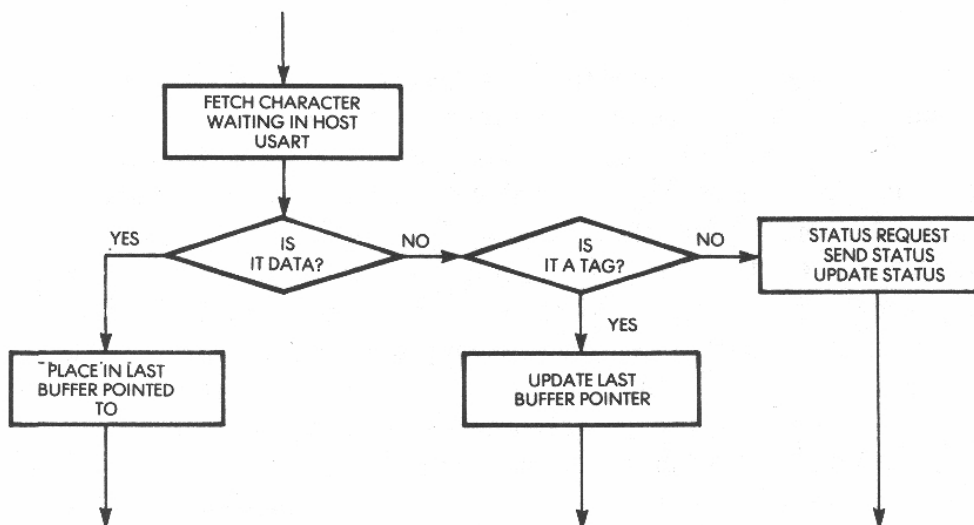 FETCH CHARACTER
WAITING IN HOST
USART
YES
IS
IT DATA?
NO
IS
IT A TAG?
NO
STATUS REQUEST
SEND STATUS
UPDATE STATUS
YES
PLACE IN LAST
BUFFER POINTED
TO
UPDATE LAST
BUFFER POINTER